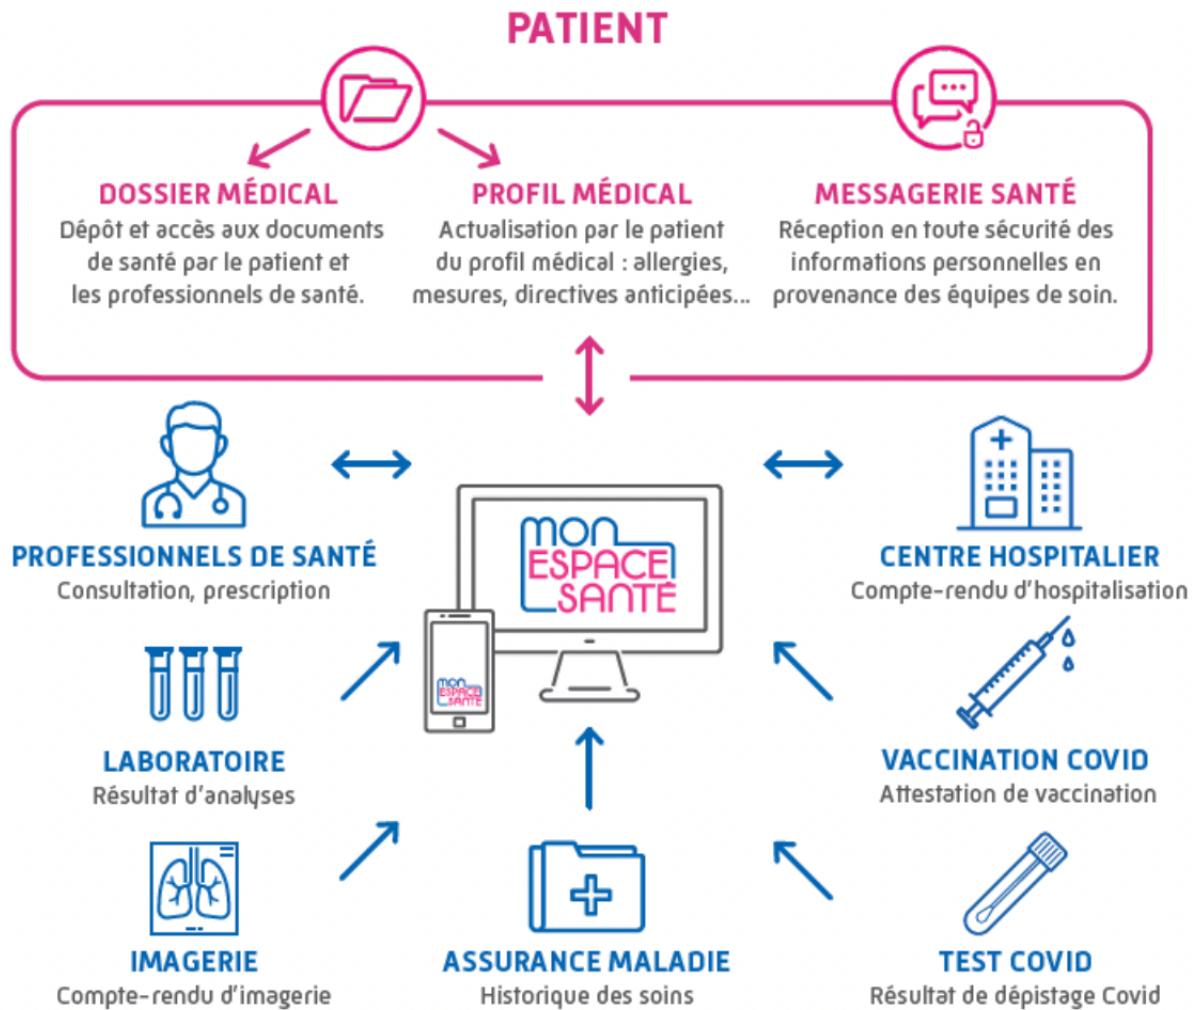 PATIENT
DOSSIER MÉDICAL
Dépôt et accès aux documents
de santé par le patient et
les professionnels de santé.
PROFIL MÉDICAL
Actualisation par le patient
du profil médical : allergies,
mesures, directives anticipées...
MESSAGERIE SANTÉ
Réception en toute sécurité des
informations personnelles en
provenance des équipes de soin.
PROFESSIONNELS DE SANTÉ
Consultation, prescription
mon
ESPACE
SANTÉ
mon
ESPACE
SANTÉ
CENTRE HOSPITALIER
Compte-rendu d'hospitalisation
LABORATOIRE
Résultat d'analyses
VACCINATION COVID
Attestation de vaccination
IMAGERIE
Compte-rendu d'imagerie
ASSURANCE MALADIE
Historique des soins
TEST COVID
Résultat de dépistage Covid